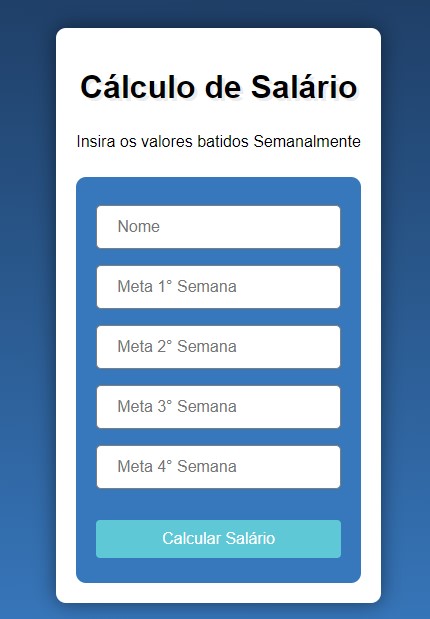 Cálculo de Salário
Insira os valores batidos Semanalmente
Nome
Meta 1° Semana
Meta 2° Semana
Meta 3° Semana
Meta 4° Semana
Calcular Salário